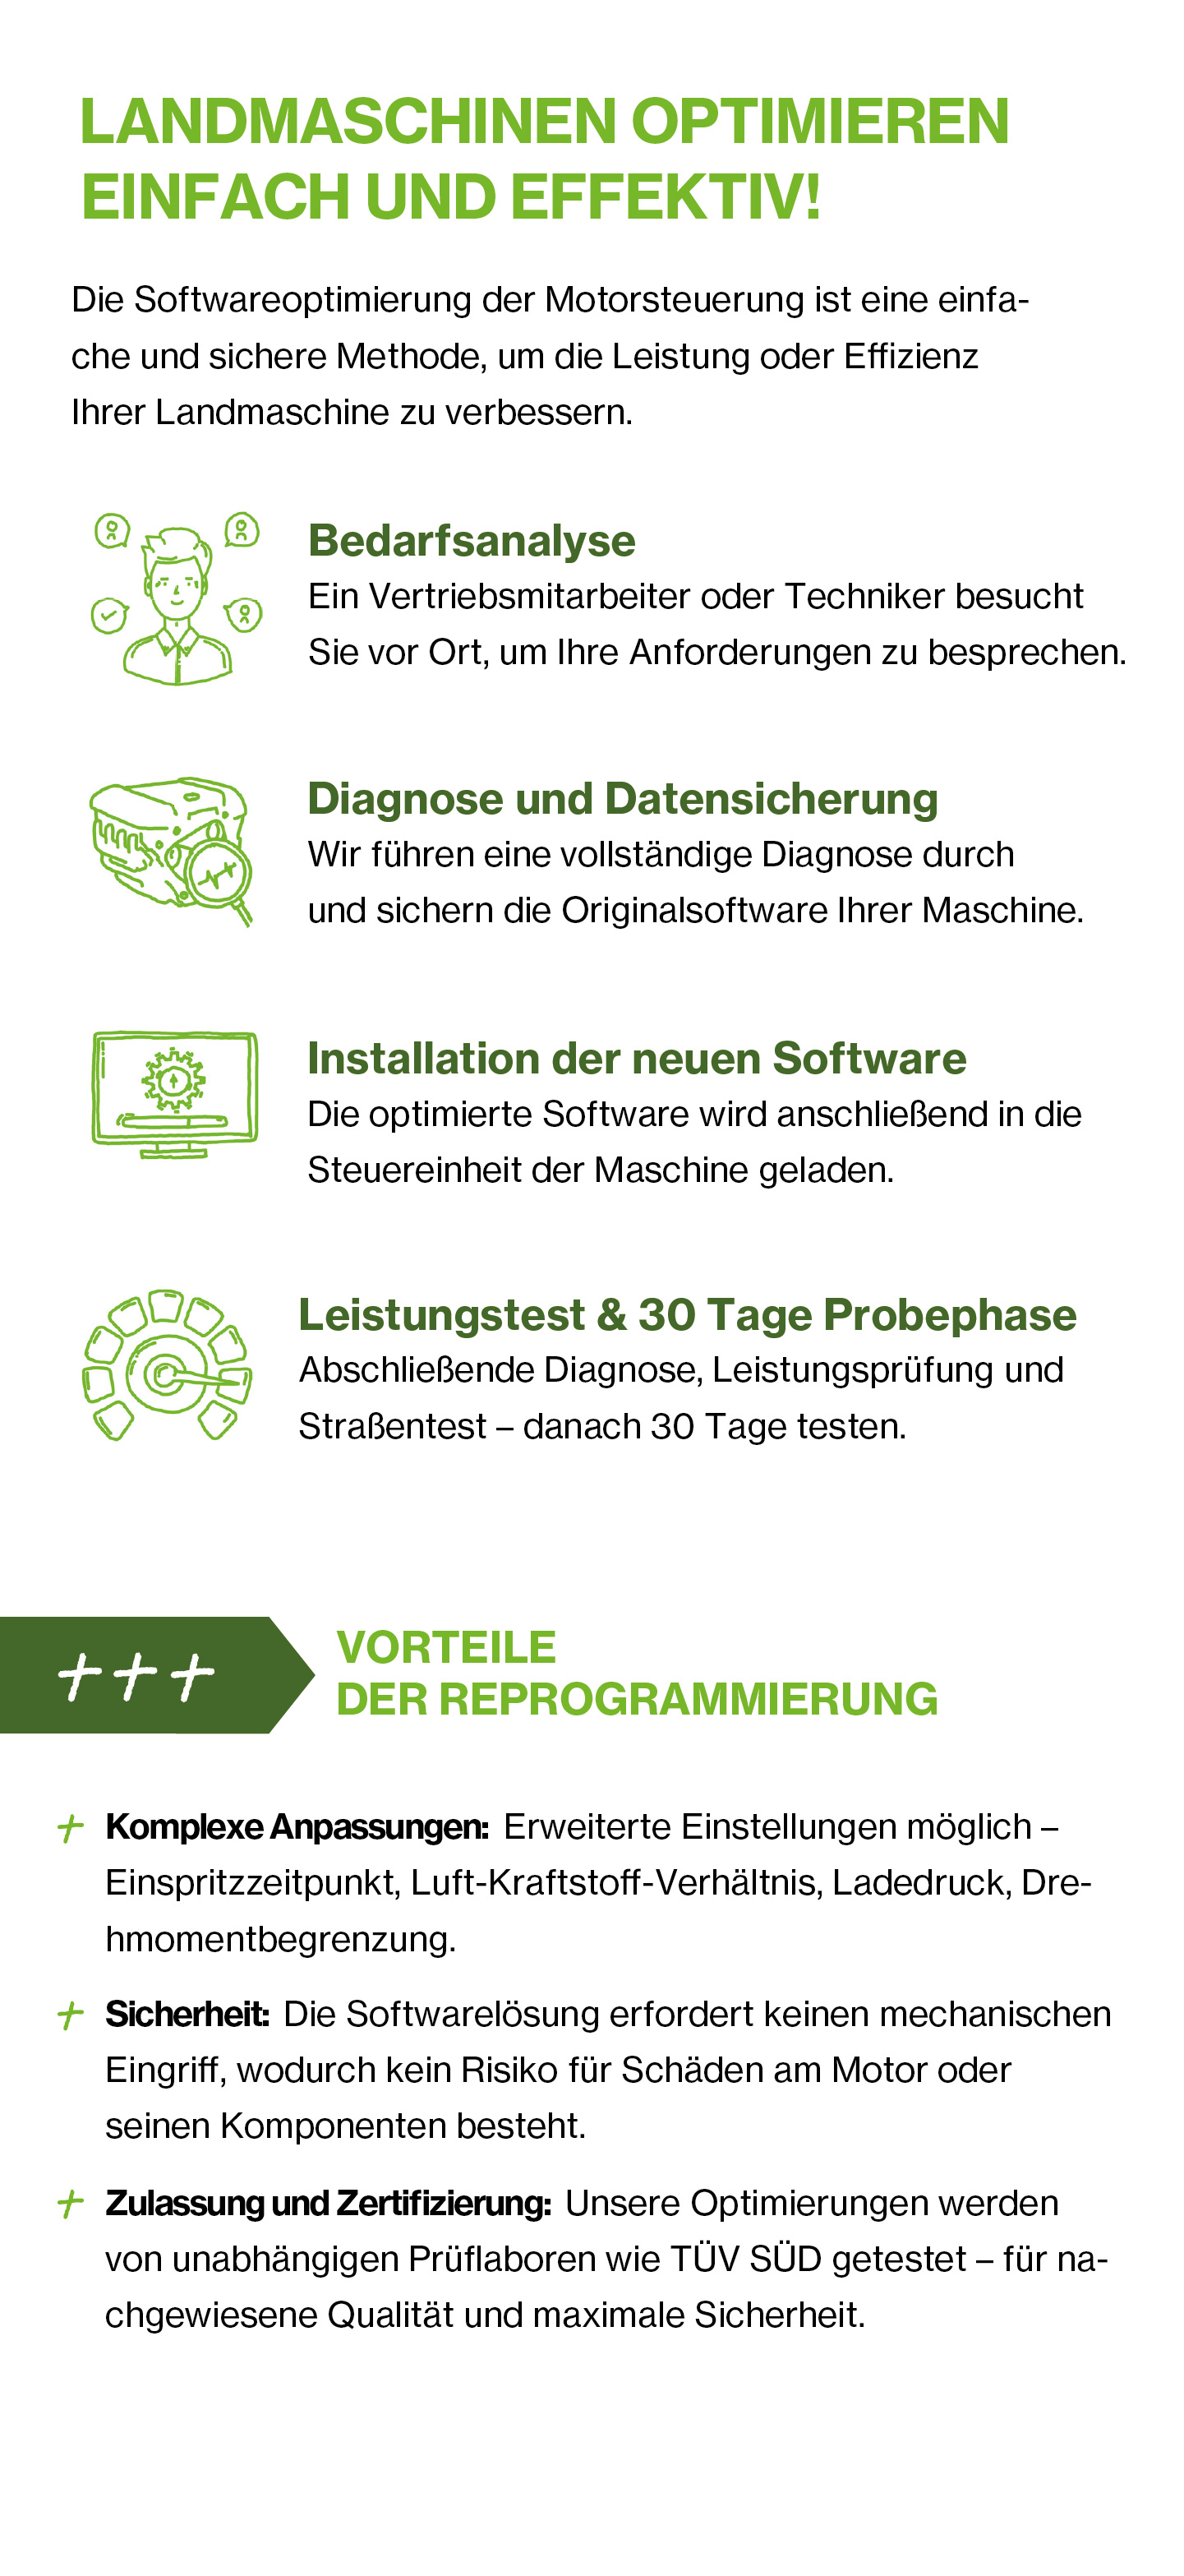 LANDMASCHINEN OPTIMIEREN
EINFACH UND EFFEKTIV!
Die Softwareoptimierung der Motorsteuerung ist eine einfa-
che und sichere Methode, um die Leistung oder Effizienz
Ihrer Landmaschine zu verbessern.
Bedarfsanalyse
Ein Vertriebsmitarbeiter oder Techniker besucht
Sie vor Ort, um Ihre Anforderungen zu besprechen.
Diagnose und Datensicherung
Wir führen eine vollständige Diagnose durch
und sichern die Originalsoftware Ihrer Maschine.
Installation der neuen Software
Die optimierte Software wird anschließend in die
Steuereinheit der Maschine geladen.
Leistungstest & 30 Tage Probephase
Abschließende Diagnose, Leistungsprüfung und
Straßentest – danach 30 Tage testen.
+++
VORTEILE
DER REPROGRAMMIERUNG
+ Komplexe Anpassungen: Erweiterte Einstellungen möglich –
Einspritzzeitpunkt, Luft-Kraftstoff-Verhältnis, Ladedruck, Dre-
hmomentbegrenzung.
+ Sicherheit: Die Softwarelösung erfordert keinen mechanischen
Eingriff, wodurch kein Risiko für Schäden am Motor oder
seinen Komponenten besteht.
+ Zulassung und Zertifizierung: Unsere Optimierungen werden
von unabhängigen Prüflaboren wie TÜV SÜD getestet – für na-
chgewiesene Qualität und maximale Sicherheit.